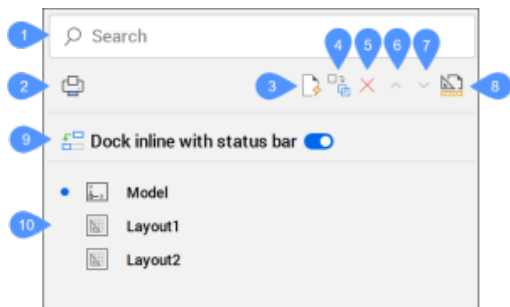 1
Search
4 5 6 7
2
3
8
9
Dock inline with status bar
Model
10
Layout1
Layout2